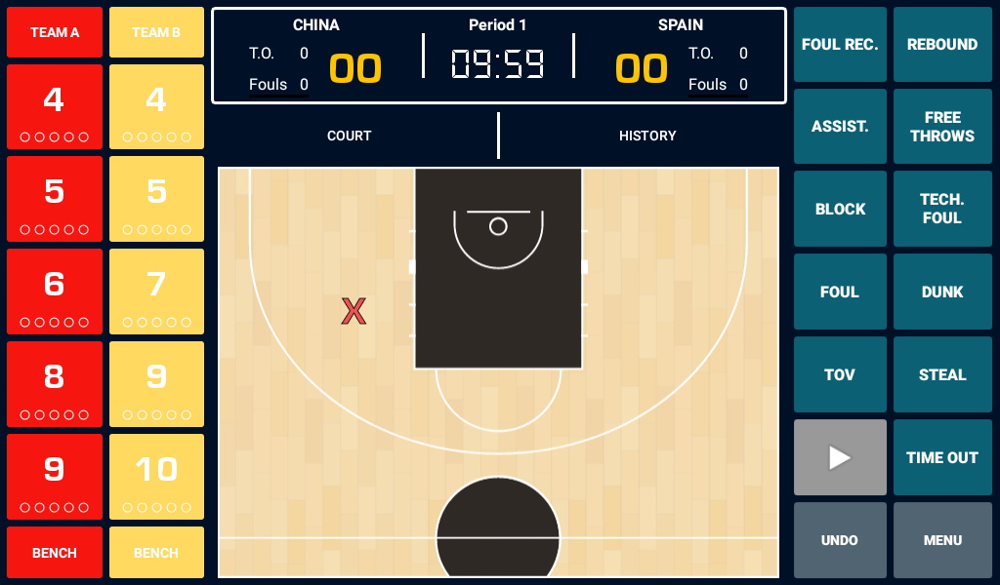 TEAM A
TEAM B
4
4
5
5
6
7
8
9
9
10
BENCH
BENCH
CHINA
Period 1
SPAIN
T.O. 0
00
09:59
00
T.O. 0
Fouls 0
Fouls 0
COURT
HISTORY
X
FOUL REC.
REBOUND
ASSIST.
FREE
THROWS
BLOCK
TECH.
FOUL
FOUL
DUNK
TOV
STEAL
TIME OUT
UNDO
MENU